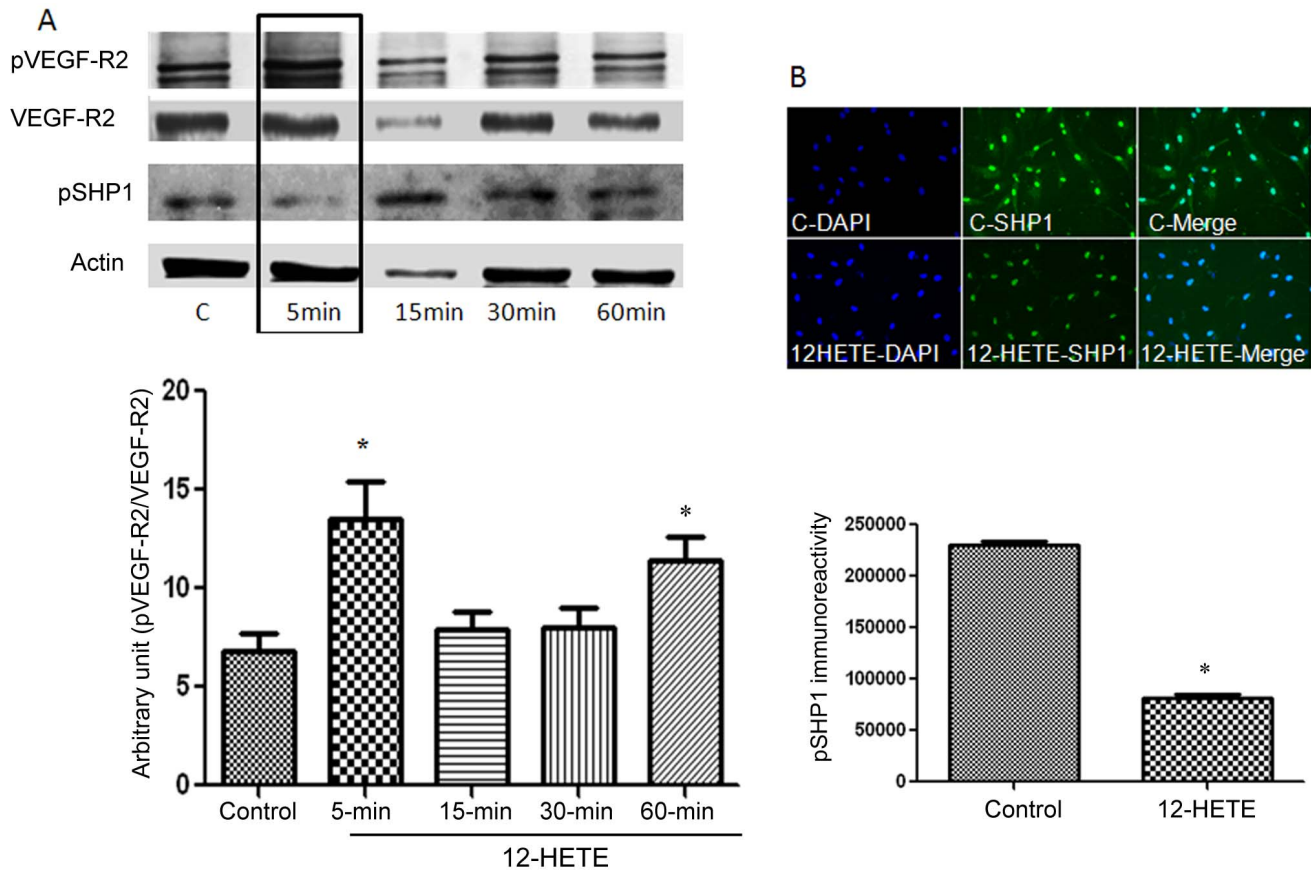 A
pVEGF-R2
VEGF-R2
pSHP1
Actin
C 5min 15min 30min 60min
Arbitrary unit (pVEGF-R2/VEGF-R2)
20
15
10
5
0
*
*
Control 5-min 15-min 30-min 60-min
12-HETE
B
C-DAPI C-SHP1 C-Merge
12HETE-DAPI 12-HETE-SHP1 12-HETE-Merge
pSHP1 immunoreactivity
250000
200000
150000
100000
50000
0
*
Control 12-HETE